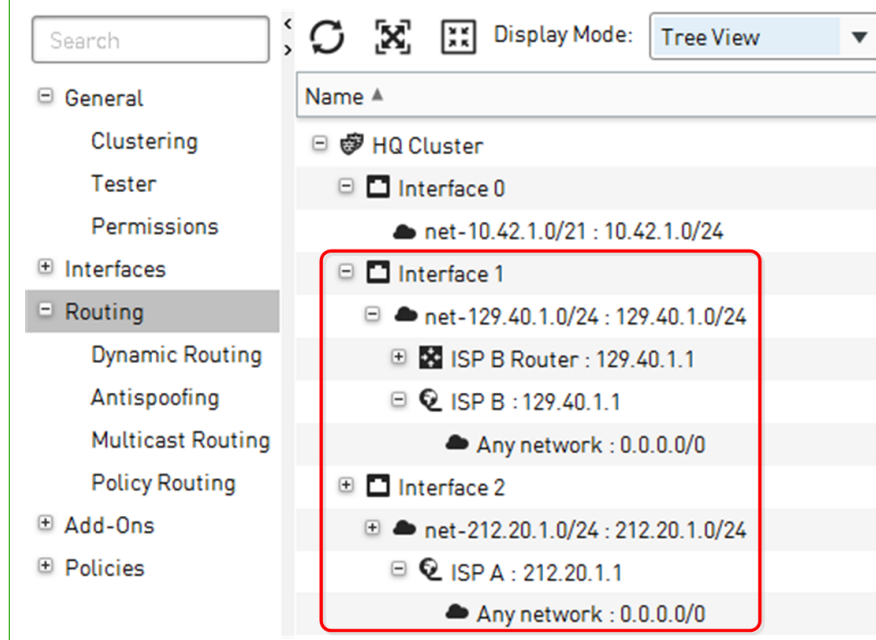 Search
Display Mode:
Tree View
General
Clustering
Tester
Permissions
Interfaces
Routing
Dynamic Routing
Antispoofing
Multicast Routing
Policy Routing
Add-Ons
Policies
Name
HQ Cluster
Interface 0
net-10.42.1.0/21 : 10.42.1.0/24
Interface 1
net-129.40.1.0/24 : 129.40.1.0/24
ISP B Router : 129.40.1.1
ISP B : 129.40.1.1
Any network : 0.0.0.0/0
Interface 2
net-212.20.1.0/24 : 212.20.1.0/24
ISP A : 212.20.1.1
Any network : 0.0.0.0/0